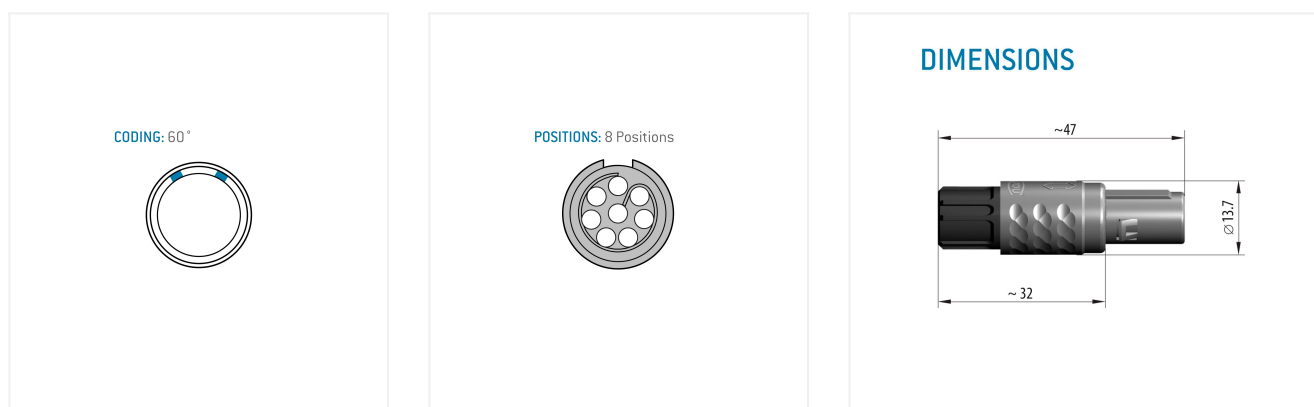 CODING: 60°
POSITIONS: 8 Positions
DIMENSIONS
~47
⌀13.7
~ 32